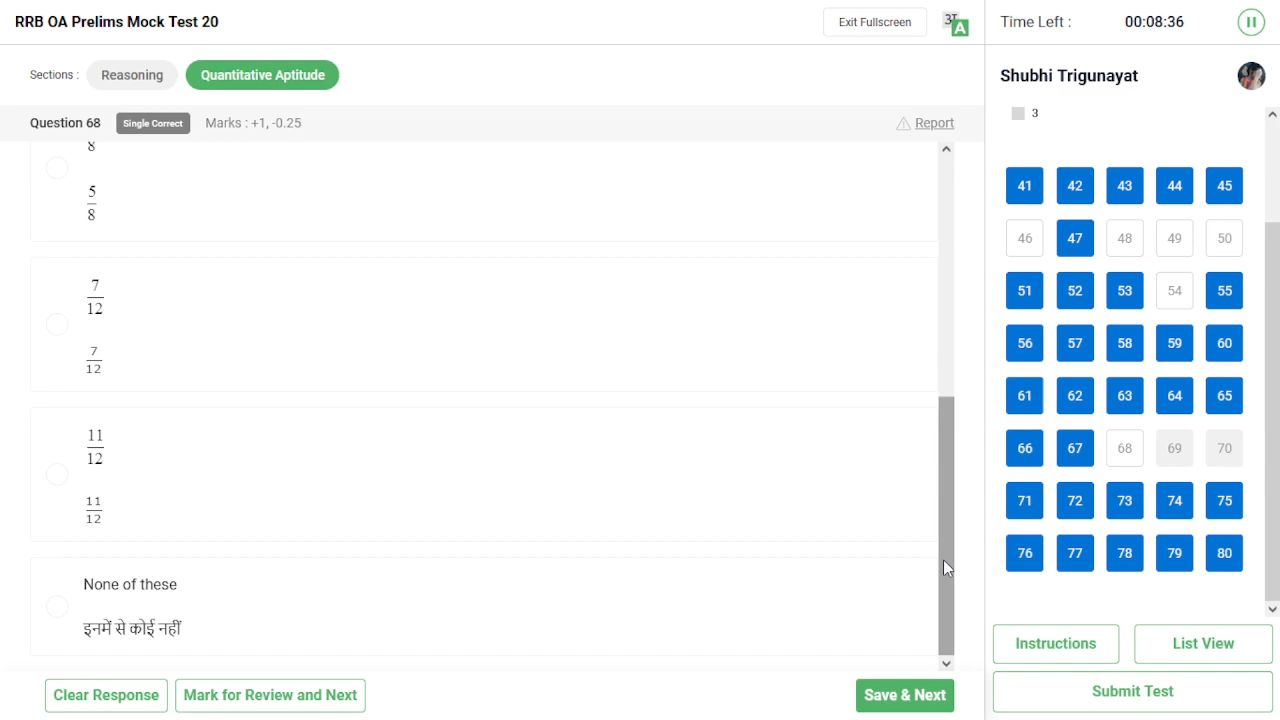 RRB OA Prelims Mock Test 20
Exit Fullscreen
A
Time Left :
00:08:36
Sections :
Reasoning
Quantitative Aptitude
Shubhi Trigunayat
3
Question 68
Single Correct
Marks : +1, -0.25
Report
8
5
8
7
12
7
12
11
12
11
12
None of these
इनमें से कोई नहीं
41 42 43 44 45
46 47 48 49 50
51 52 53 54 55
56 57 58 59 60
61 62 63 64 65
66 67 68 69 70
71 72 73 74 75
76 77 78 79 80
Clear Response
Mark for Review and Next
Save & Next
Instructions
List View
Submit Test